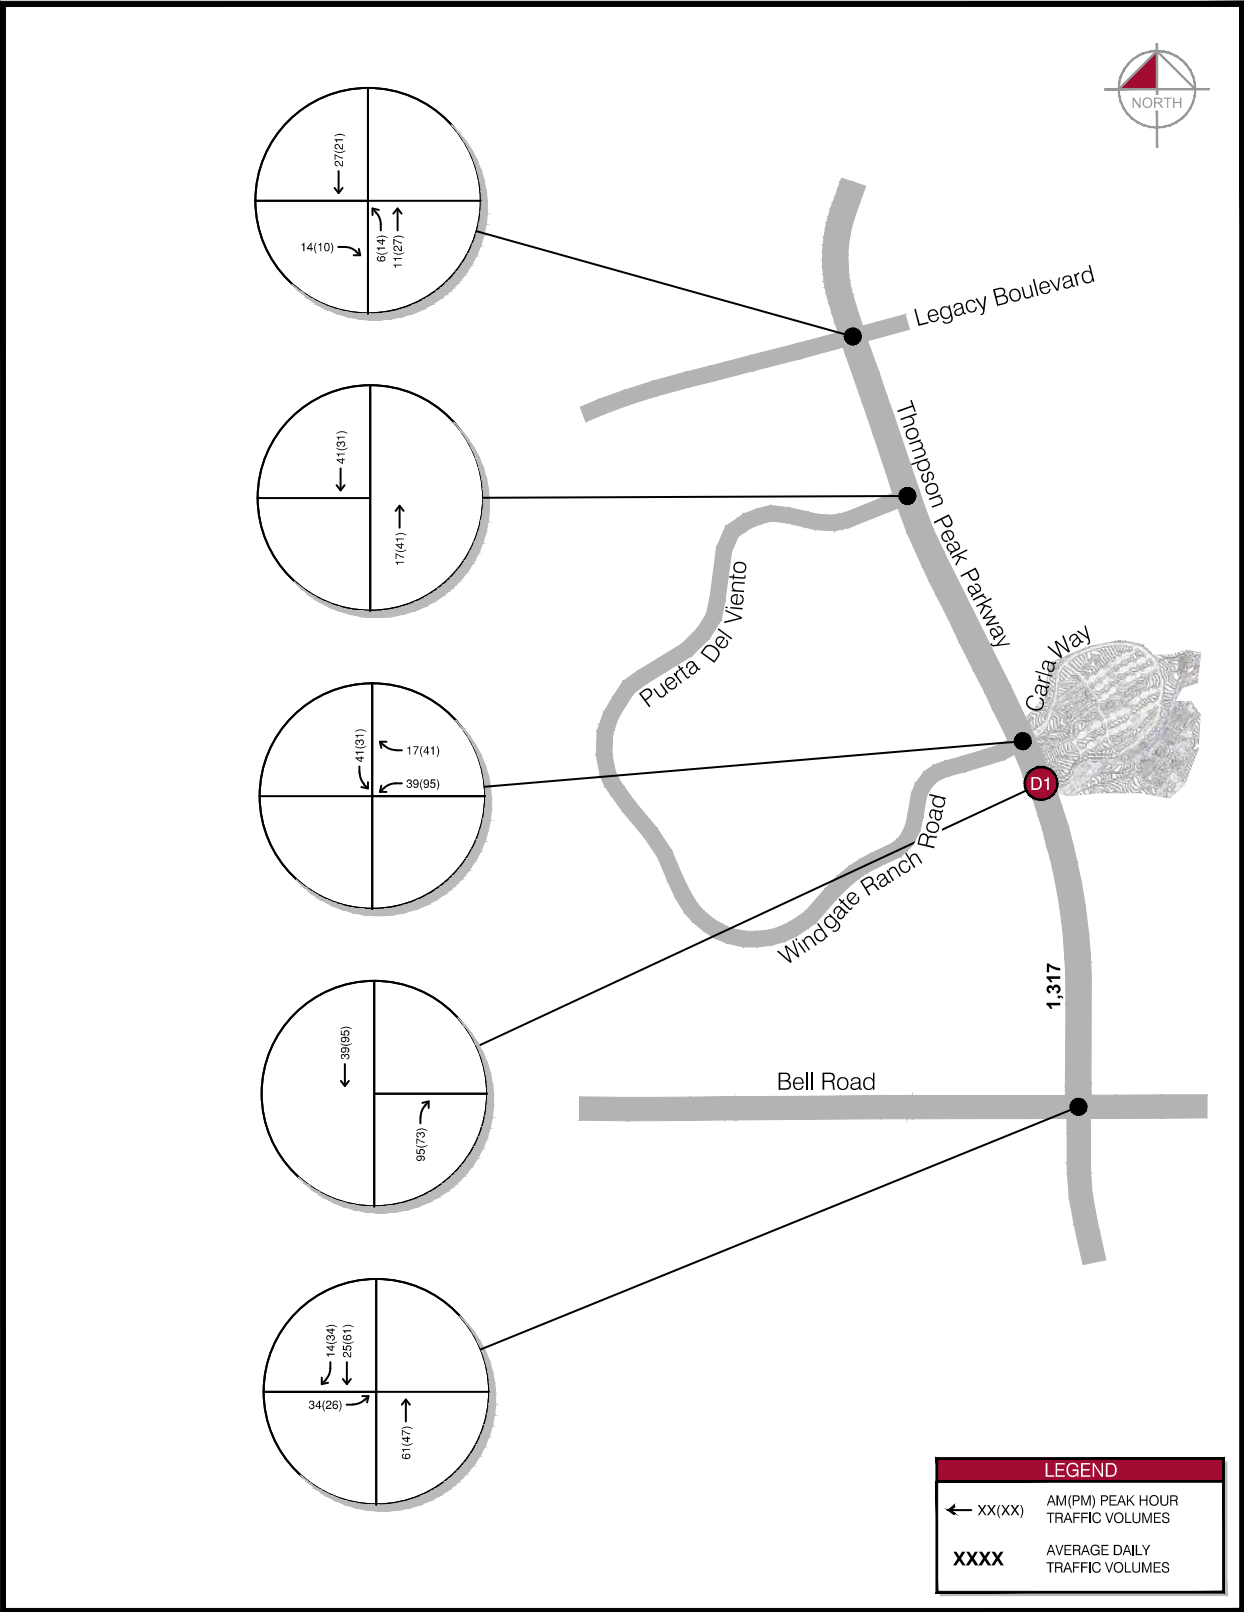 NORTH
27(21)
14(10)
6(14)
11(27)
Legacy Boulevard
41(31)
17(41)
Thompson Peak Parkway
Puerta Del Viento
Carla Way
41(31)
17(41)
39(95)
D1
Windgate Ranch Road
1,317
39(95)
95(73)
Bell Road
14(34)
25(61)
34(26)
61(47)
LEGEND
XX(XX)
AM(PM) PEAK HOUR
TRAFFIC VOLUMES
XXXX
AVERAGE DAILY
TRAFFIC VOLUMES